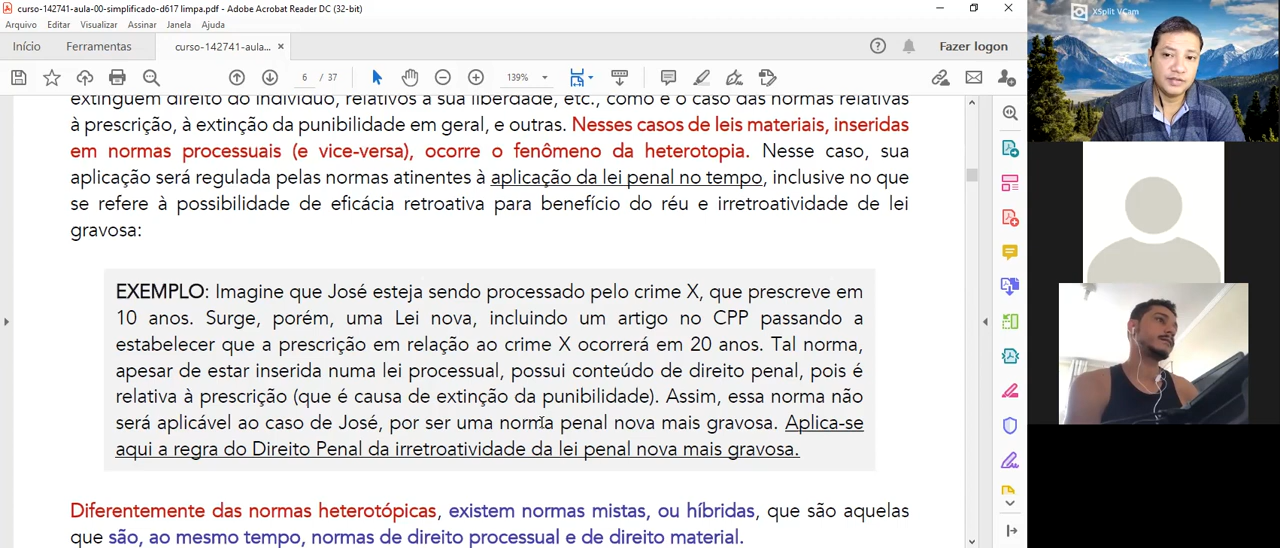 curso-142741-aula-00-simplificado-d617 limpa.pdf - Adobe Acrobat Reader DC (32-bit)
Arquivo Editar Visualizar Assinar Janela Ajuda
Início Ferramentas curso-142741-aula... × Fazer logon
6 / 37 139%
extinguem direito do indivíduo, relativos à sua liberdade, etc., como é o caso das normas relativas
à prescrição, à extinção da punibilidade em geral, e outras. Nesses casos de leis materiais, inseridas
em normas processuais (e vice-versa), ocorre o fenômeno da heterotopia. Nesse caso, sua
aplicação será regulada pelas normas atinentes à aplicação da lei penal no tempo, inclusive no que
se refere à possibilidade de eficácia retroativa para benefício do réu e irretroatividade de lei
gravosa:
EXEMPLO: Imagine que José esteja sendo processado pelo crime X, que prescreve em
10 anos. Surge, porém, uma Lei nova, incluindo um artigo no CPP passando a
estabelecer que a prescrição em relação ao crime X ocorrerá em 20 anos. Tal norma,
apesar de estar inserida numa lei processual, possui conteúdo de direito penal, pois é
relativa à prescrição (que é causa de extinção da punibilidade). Assim, essa norma não
será aplicável ao caso de José, por ser uma norma penal nova mais gravosa. Aplica-se
aqui a regra do Direito Penal da irretroatividade da lei penal nova mais gravosa.
Diferentemente das normas heterotópicas, existem normas mistas, ou híbridas, que são aquelas
que são, ao mesmo tempo, normas de direito processual e de direito material.
XSplit VCam